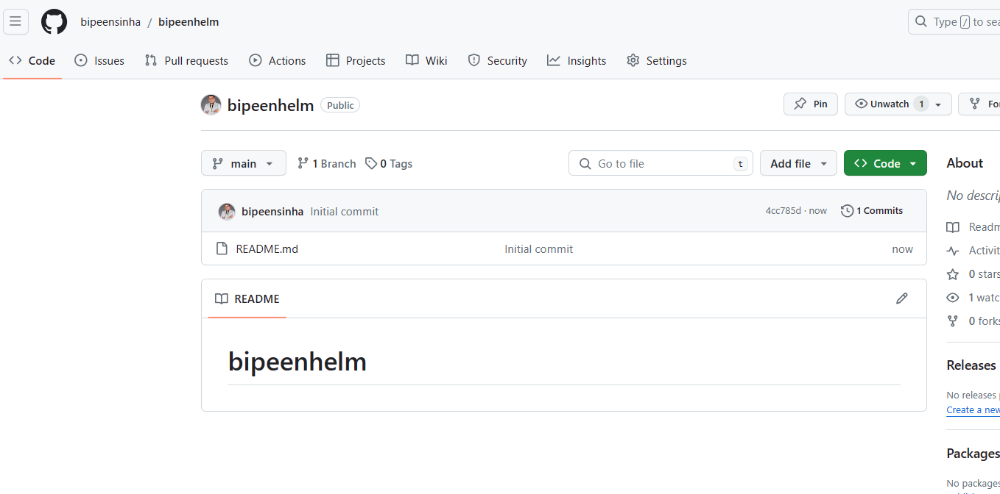 bipeensinha / bipeenhelm
Type / to sea
Code Issues Pull requests Actions Projects Wiki Security Insights Settings
bipeenhelm Public
Pin Unwatch 1 Fo
main 1 Branch 0 Tags Go to file t Add file Code
About
No descrip
bipeensinha Initial commit 4cc785d · now 1 Commits
README.md Initial commit now
Readm
Activit
0 stars
1 watc
0 forks
README
bipeenhelm
Releases
No releases p
Create a new
Packages
No packages